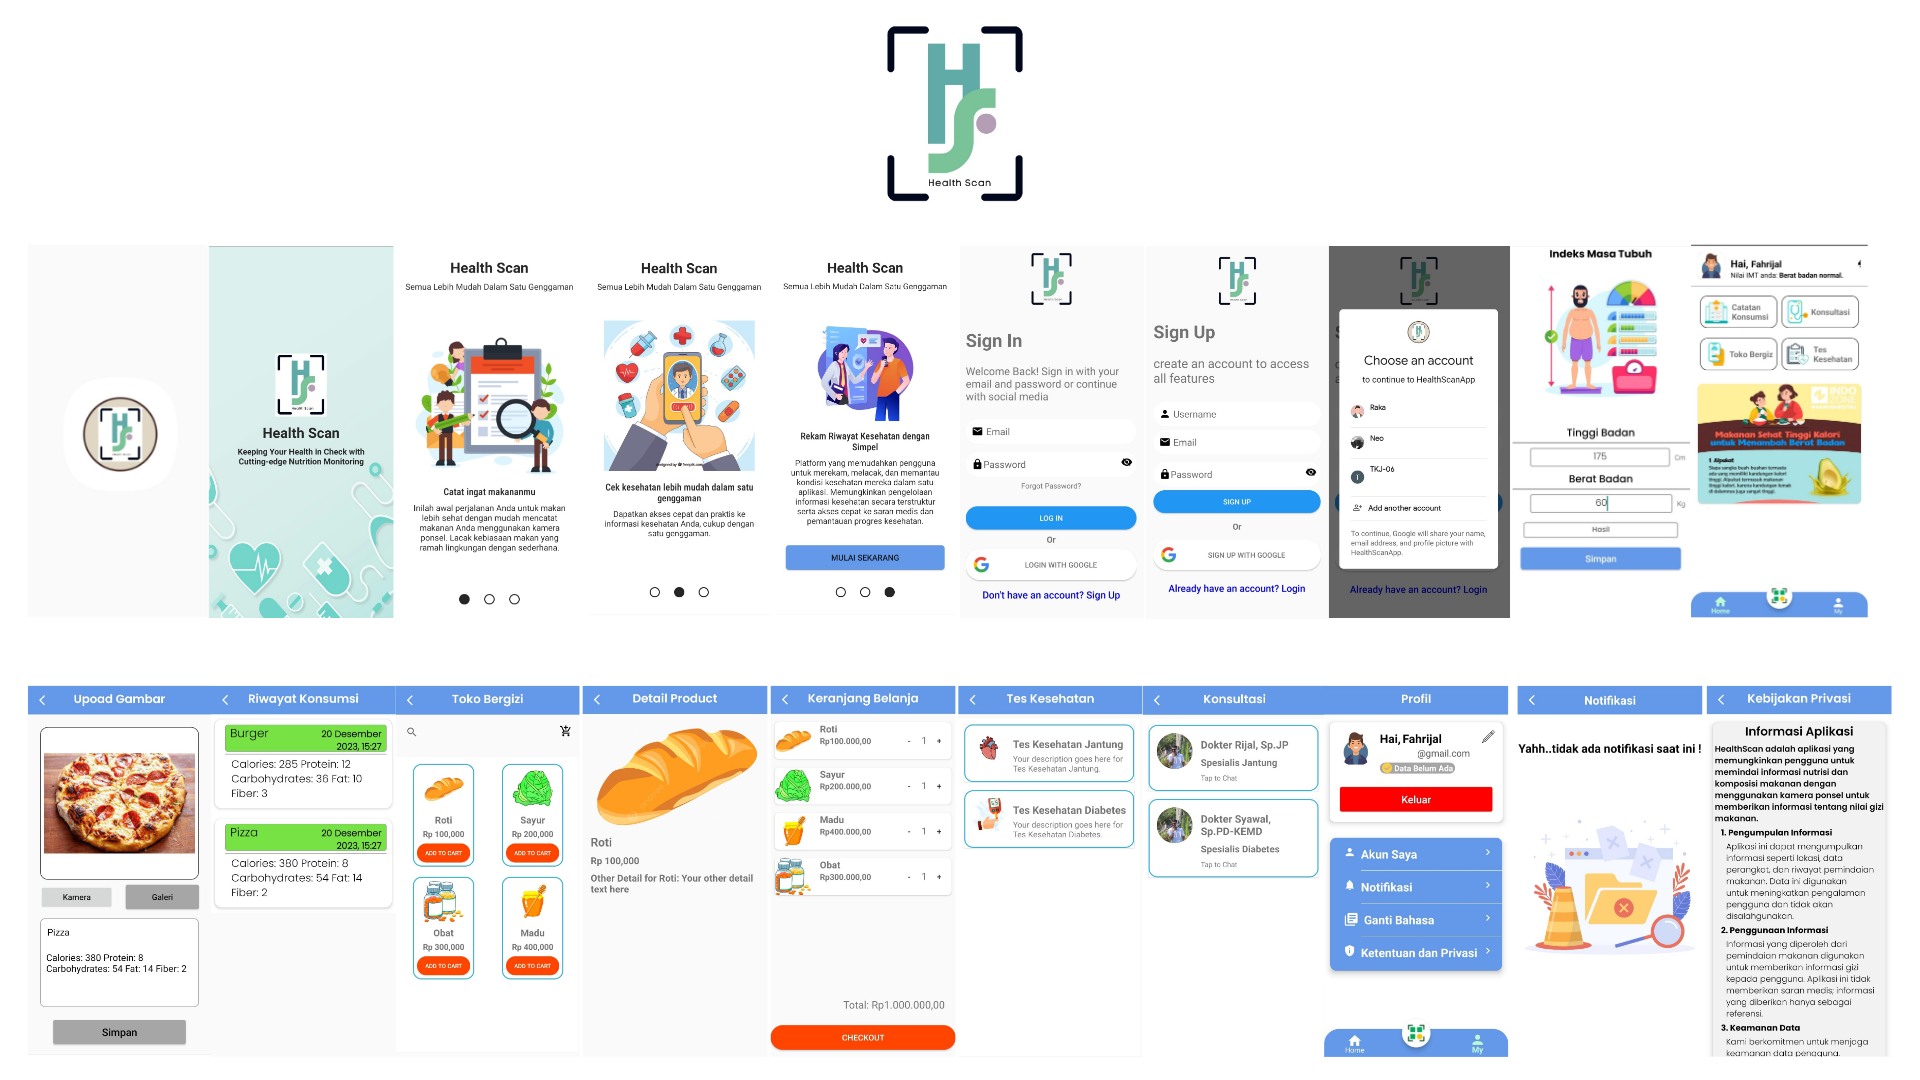 Health Scan
Health Scan
Health Scan
Keeping Your Health in Check with
Cutting-edge Nutrition Monitoring
Health Scan
Semua Lebih Mudah Dalam Satu Genggaman
Catat ingat makananmu
Inilah awal perjalanan Anda untuk makan
lebih sehat dengan mudah mencatat
makanan Anda menggunakan kamera
ponsel. Lacak kebiasaan makan yang
ramah lingkungan dengan sederhana.
Health Scan
Semua Lebih Mudah Dalam Satu Genggaman
designed by freepik.com
Cek kesehatan lebih mudah dalam satu
genggaman
Dapatkan akses cepat dan praktis ke
informasi kesehatan Anda, cukup dengan
satu genggaman.
Health Scan
Semua Lebih Mudah Dalam Satu Genggaman
Rekam Riwayat Kesehatan dengan
Simpel
Platform yang memudahkan pengguna
untuk merekam, melacak, dan memantau
kondisi kesehatan mereka dalam satu
aplikasi. Memungkinkan pengelolaan
informasi kesehatan secara terstruktur
serta akses cepat ke saran medis dan
pemantauan progres kesehatan.
MULAI SEKARANG
Health Scan
Sign In
Welcome Back! Sign in with your
email and password or continue
with social media
Email
Password
Forgot Password?
LOG IN
Or
LOGIN WITH GOOGLE
Don't have an account? Sign Up
Health Scan
Sign Up
create an account to access
all features
Username
Email
Password
SIGN UP
Or
SIGN UP WITH GOOGLE
Already have an account? Login
Choose an account
to continue to HealthScanApp
Raka
Neo
TKJ-06
Add another account
To continue, Google will share your name,
email address, and profile picture with
HealthScanApp.
Already have an account? Login
Indeks Masa Tubuh
Tinggi Badan
175
Cm
Berat Badan
60
Kg
Hasil
Simpan
Hai, Fahrijal
Nilai IMT anda: Berat badan normal.
Catatan
Konsumsi
Konsultasi
Toko Bergizi
Tes
Kesehatan
Makanan Sehat Tinggi Kalori
untuk Menambah Berat Badan
1 Alpukat
Home
My
Upoad Gambar
Kamera
Galeri
Pizza
Calories: 380 Protein: 8
Carbohydrates: 54 Fat: 14 Fiber: 2
Simpan
Riwayat Konsumsi
Burger
20 Desember
2023, 15:27
Calories: 285 Protein: 12
Carbohydrates: 36 Fat: 10
Fiber: 3
Pizza
20 Desember
2023, 15:27
Calories: 380 Protein: 8
Carbohydrates: 54 Fat: 14
Fiber: 2
Toko Bergizi
Roti
Rp 100,000
ADD TO CART
Sayur
Rp 200,000
ADD TO CART
Obat
Rp 300,000
ADD TO CART
Madu
Rp 400,000
ADD TO CART
Detail Product
Roti
Rp 100,000
Other Detail for Roti: Your other detail
text here
Keranjang Belanja
Roti
Rp100.000,00
- 1 +
Sayur
Rp200.000,00
- 1 +
Madu
Rp400.000,00
- 1 +
Obat
Rp300.000,00
- 1 +
Total: Rp1.000.000,00
CHECKOUT
Tes Kesehatan
Tes Kesehatan Jantung
Your description goes here for
Tes Kesehatan Jantung.
Tes Kesehatan Diabetes
Your description goes here for
Tes Kesehatan Diabetes.
Konsultasi
Dokter Rijal, Sp.JP
Spesialis Jantung
Tap to Chat
Dokter Syawal,
Sp.PD-KEMD
Spesialis Diabetes
Tap to Chat
Profil
Hai, Fahrijal
@gmail.com
Data Belum Ada
Keluar
Akun Saya
Notifikasi
Ganti Bahasa
Ketentuan dan Privasi
Home
My
Notifikasi
Yahh..tidak ada notifikasi saat ini !
Kebijakan Privasi
Informasi Aplikasi
HealthScan adalah aplikasi yang
memungkinkan pengguna untuk
memindai informasi nutrisi dan
komposisi makanan dengan
menggunakan kamera ponsel untuk
memberikan informasi tentang nilai gizi
makanan.
1. Pengumpulan Informasi
Aplikasi ini dapat mengumpulkan
informasi seperti lokasi, data
perangkat, dan riwayat pemindaian
makanan. Data ini digunakan
untuk meningkatkan pengalaman
pengguna dan tidak akan
disalahgunakan.
2. Penggunaan Informasi
Informasi yang diperoleh dari
pemindaian makanan digunakan
untuk memberikan informasi gizi
kepada pengguna. Aplikasi ini tidak
memberikan saran medis; informasi
yang diberikan hanya sebagai
referensi.
3. Keamanan Data
Kami berkomitmen untuk menjaga
keamanan data pengguna.